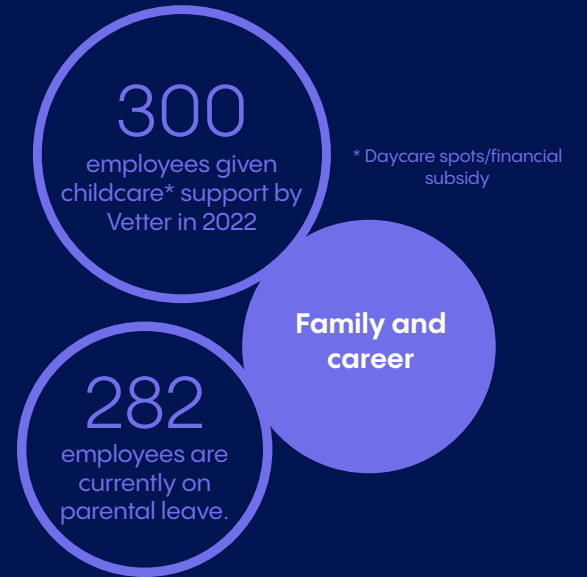 300
employees given
childcare* support by
Vetter in 2022
* Daycare spots/financial
subsidy
Family and
career
282
employees are
currently on
parental leave.